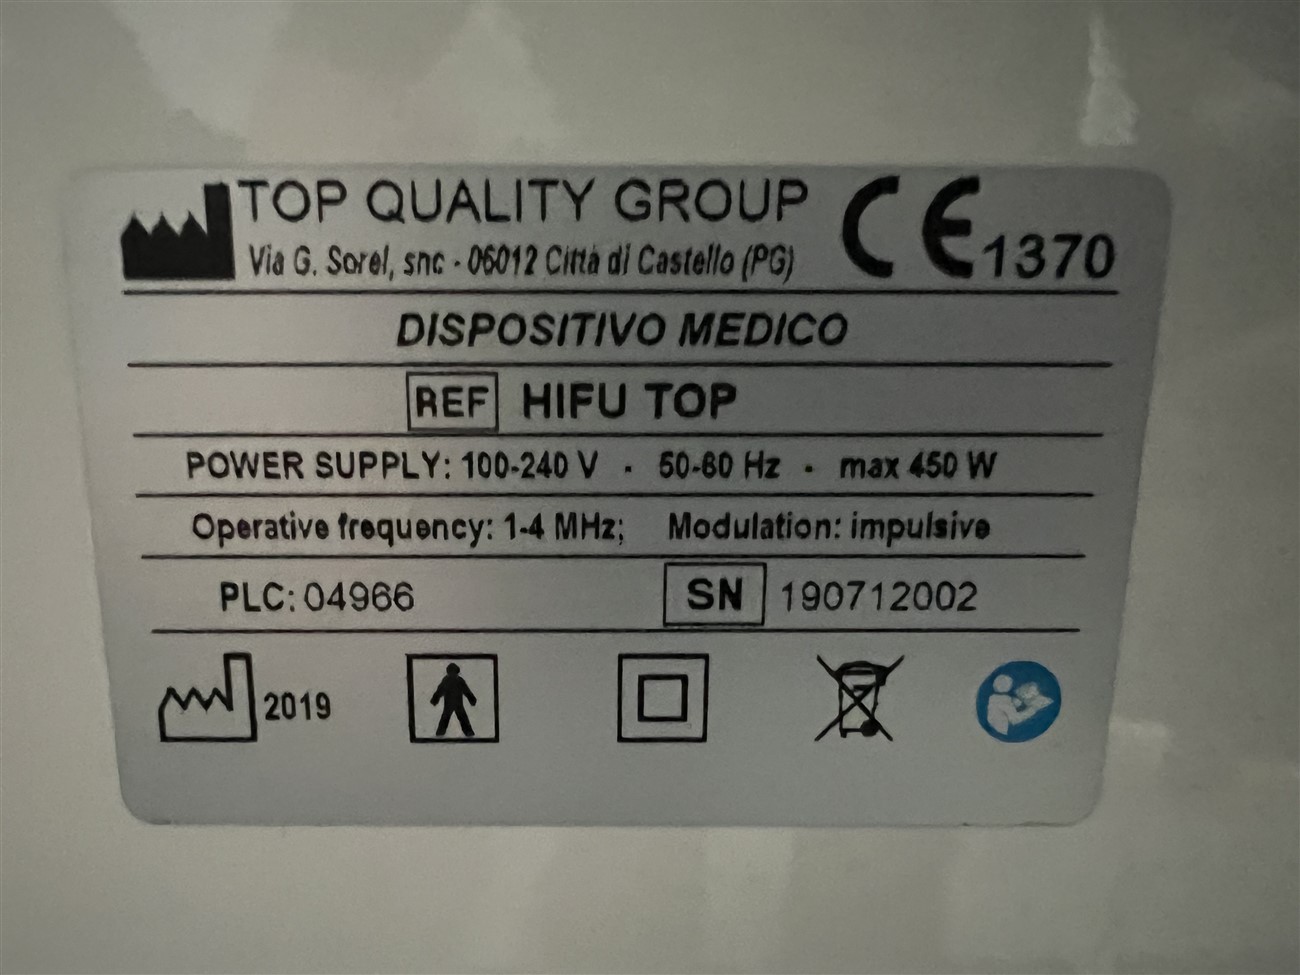 TOP QUALITY GROUP
Via G. Sorel, snc - 06012 Città di Castello (PG)
CE 1370
DISPOSITIVO MEDICO
REF HIFU TOP
POWER SUPPLY: 100-240 V · 50-60 Hz · max 450 W
Operative frequency: 1-4 MHz; Modulation: impulsive
PLC: 04966 SN 190712002
2019